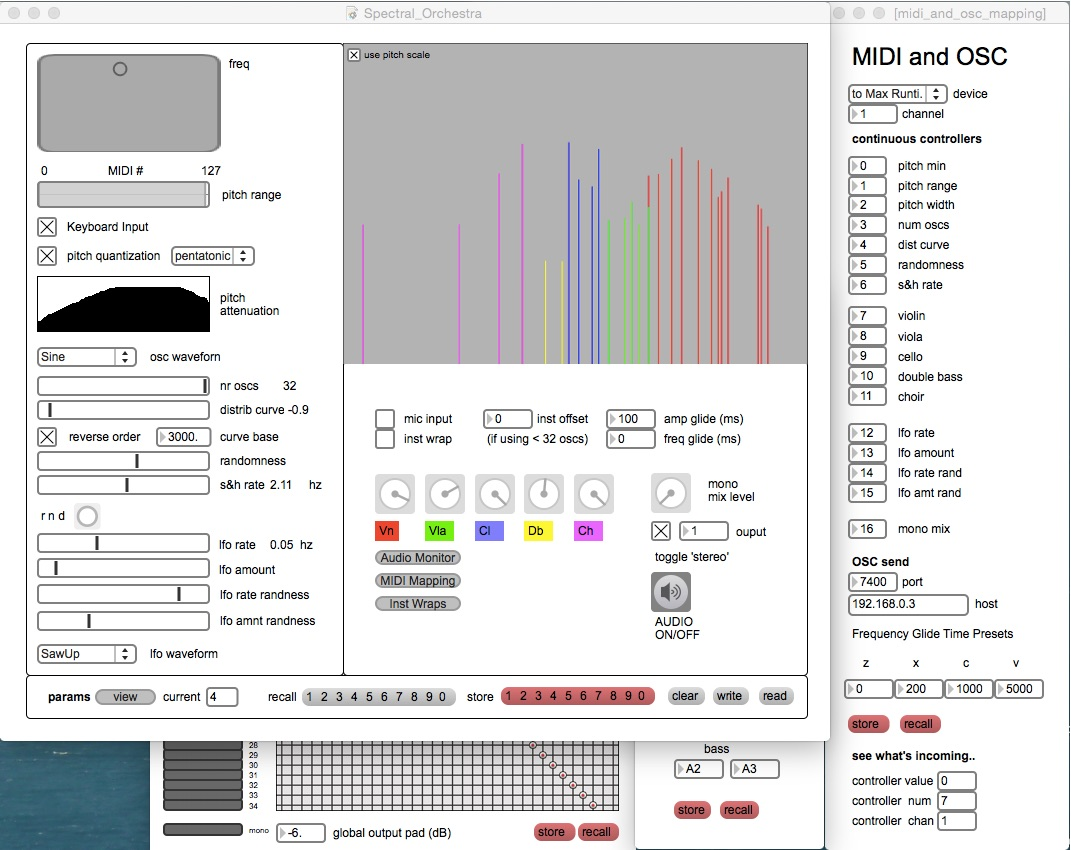 Spectral_Orchestra
freq
0 MIDI # 127
pitch range
Keyboard Input
pitch quantization pentatonic
pitch
attenuation
Sine osc waveforn
nr oscs 32
distrib curve -0.9
reverse order 3000. curve base
randomness
s&h rate 2.11 hz
r n d
lfo rate 0.05 hz
lfo amount
lfo rate randness
lfo amnt randness
SawUp lfo waveform
use pitch scale
mic input 0 inst offset 100 amp glide (ms)
inst wrap (if using < 32 oscs) 0 freq glide (ms)
mono
mix level
Vn Vla Cl Db Ch
1 ouput
Audio Monitor
MIDI Mapping
Inst Wraps
toggle 'stereo'
AUDIO
ON/OFF
params view current 4 recall 1 2 3 4 5 6 7 8 9 0 store 1 2 3 4 5 6 7 8 9 0 clear write read
28
29
30
31
32
33
34
mono -6. global output pad (dB) store recall
bass
A2 A3
store recall
[midi_and_osc_mapping]
MIDI and OSC
to Max Runti. device
1 channel
continuous controllers
0 pitch min
1 pitch range
2 pitch width
3 num oscs
4 dist curve
5 randomness
6 s&h rate
7 violin
8 viola
9 cello
10 double bass
11 choir
12 lfo rate
13 lfo amount
14 lfo rate rand
15 lfo amt rand
16 mono mix
OSC send
7400 port
192.168.0.3 host
Frequency Glide Time Presets
z x c v
0 200 1000 5000
store recall
see what's incoming..
controller value 0
controller num 7
controller chan 1